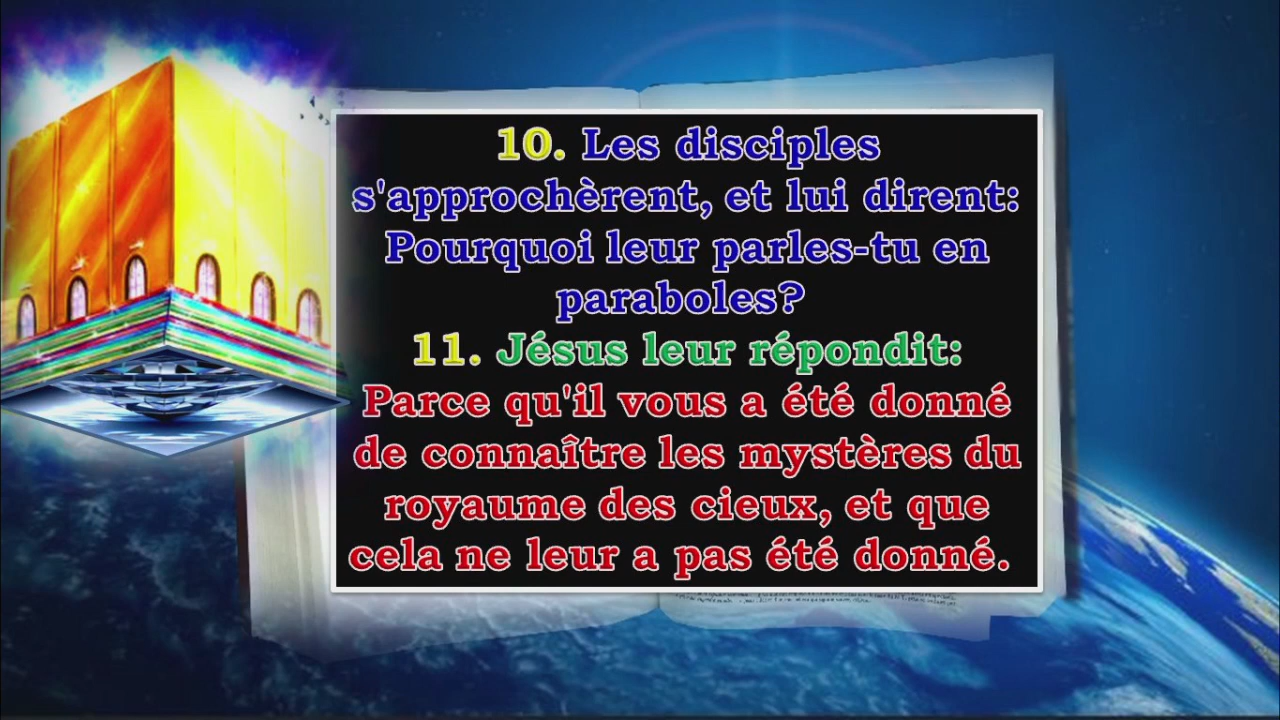 10. Les disciples
s'approchèrent, et lui dirent:
Pourquoi leur parles-tu en
paraboles?
11. Jésus leur répondit:
Parce qu'il vous a été donné
de connaître les mystères du
royaume des cieux, et que
cela ne leur a pas été donné.